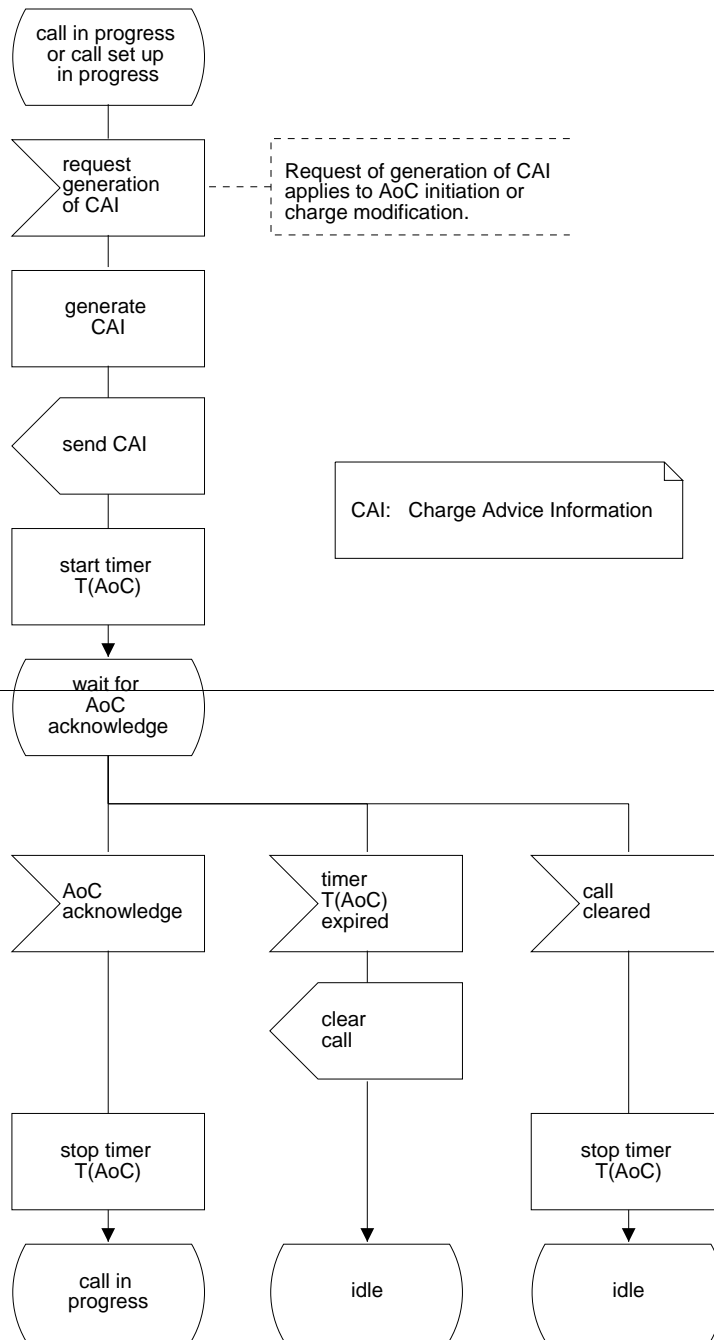 call in progress
or call set up
in progress
request
generation
of CAI
Request of generation of CAI
applies to AoC initiation or
charge modification.
generate
CAI
send CAI
CAI: Charge Advice Information
start timer
T(AoC)
wait for
AoC
acknowledge
AoC
acknowledge
timer
T(AoC)
expired
call
cleared
clear
call
stop timer
T(AoC)
stop timer
T(AoC)
call in
progress
idle
idle